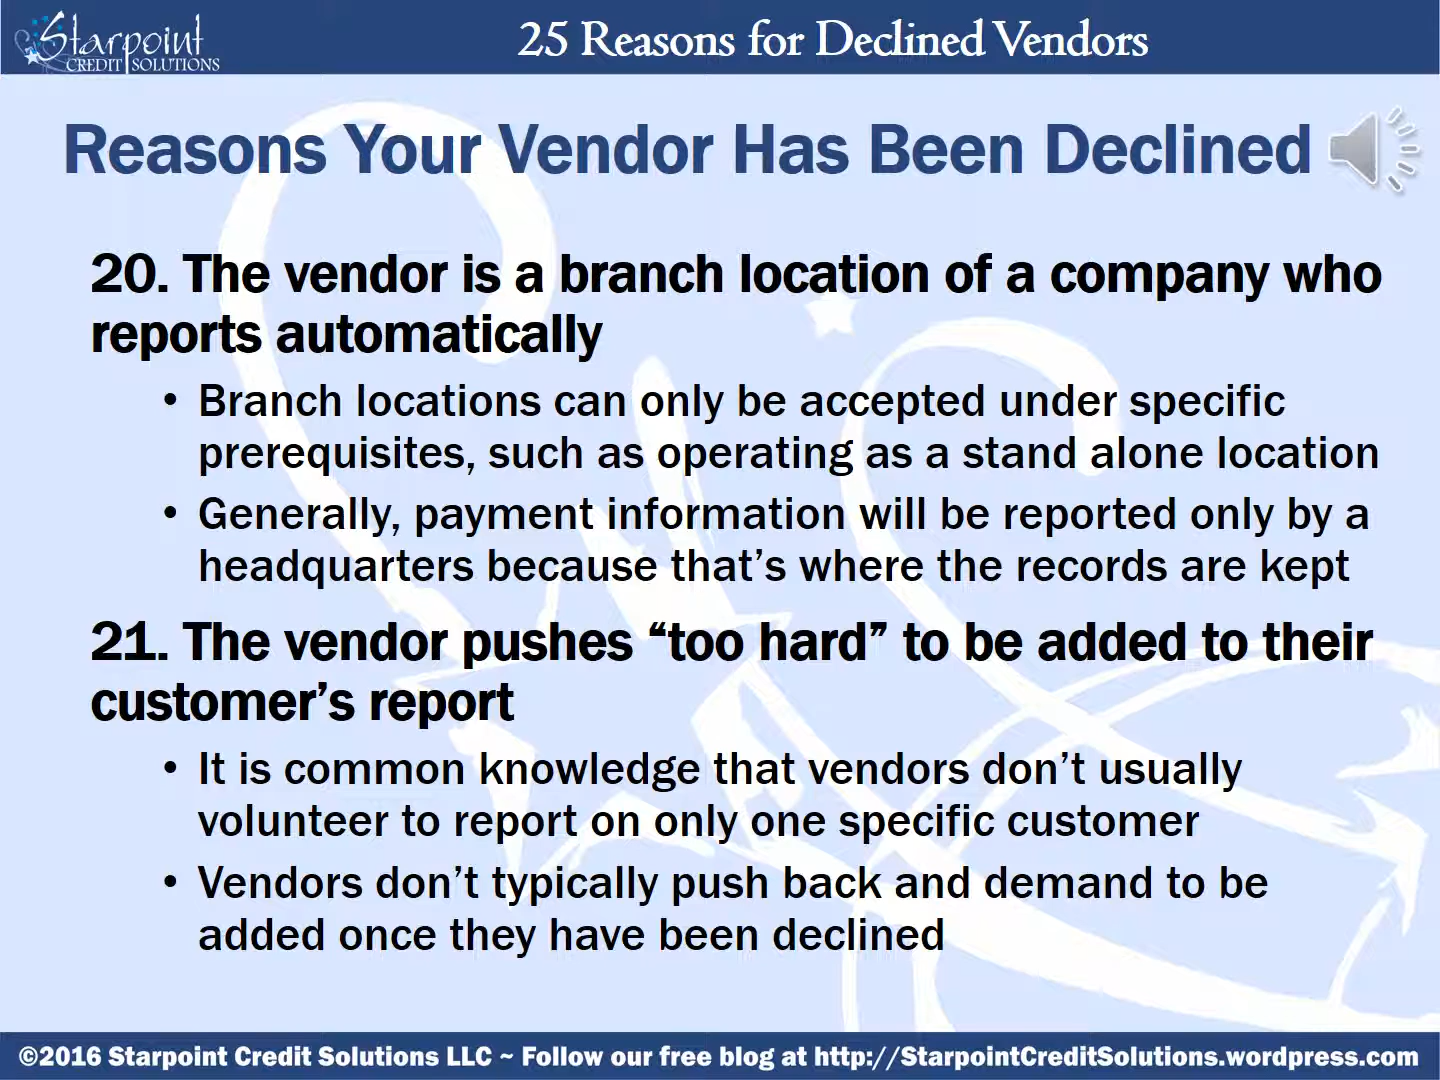 Starpoint
CREDIT SOLUTIONS
25 Reasons for Declined Vendors
Reasons Your Vendor Has Been Declined
20. The vendor is a branch location of a company who
reports automatically
• Branch locations can only be accepted under specific
prerequisites, such as operating as a stand alone location
• Generally, payment information will be reported only by a
headquarters because that’s where the records are kept
21. The vendor pushes “too hard” to be added to their
customer’s report
• It is common knowledge that vendors don’t usually
volunteer to report on only one specific customer
• Vendors don’t typically push back and demand to be
added once they have been declined
©2016 Starpoint Credit Solutions LLC ~ Follow our free blog at http://StarpointCreditSolutions.wordpress.com